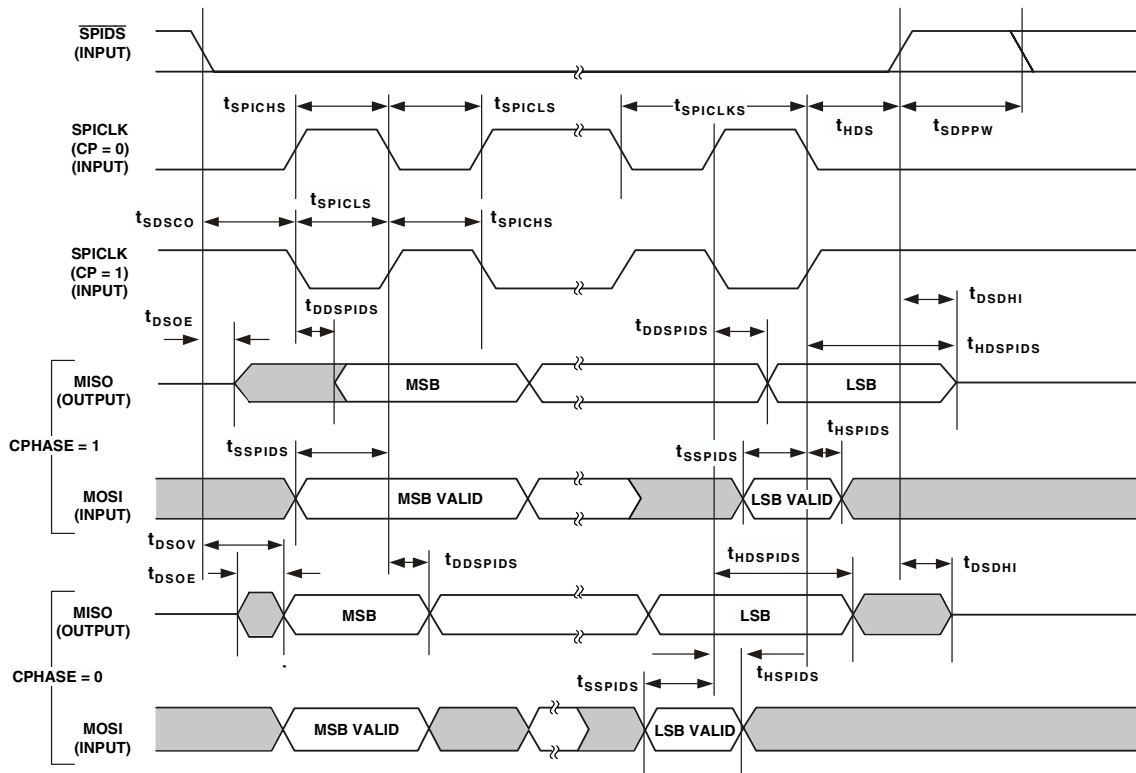 SPIDS
(INPUT)
tSPICHS
tSPICLS
tSPICLKS
tHDS
tSDPPW
SPICLK
(CP = 0)
(INPUT)
tSDSCO
tSPICLS
tSPICHS
SPICLK
(CP = 1)
(INPUT)
tDSOE
tDDSPIDS
tDDSPIDS
tDSDHI
tHDSPIDS
MISO
(OUTPUT)
MSB
LSB
CPHASE = 1
tSSPIDS
tSSPIDS
tHSPIDS
MOSI
(INPUT)
MSB VALID
LSB VALID
tDSOV
tDSOE
tDDSPIDS
tHDSPIDS
tDSDHI
MISO
(OUTPUT)
MSB
LSB
CPHASE = 0
tSSPIDS
tHSPIDS
MOSI
(INPUT)
MSB VALID
LSB VALID